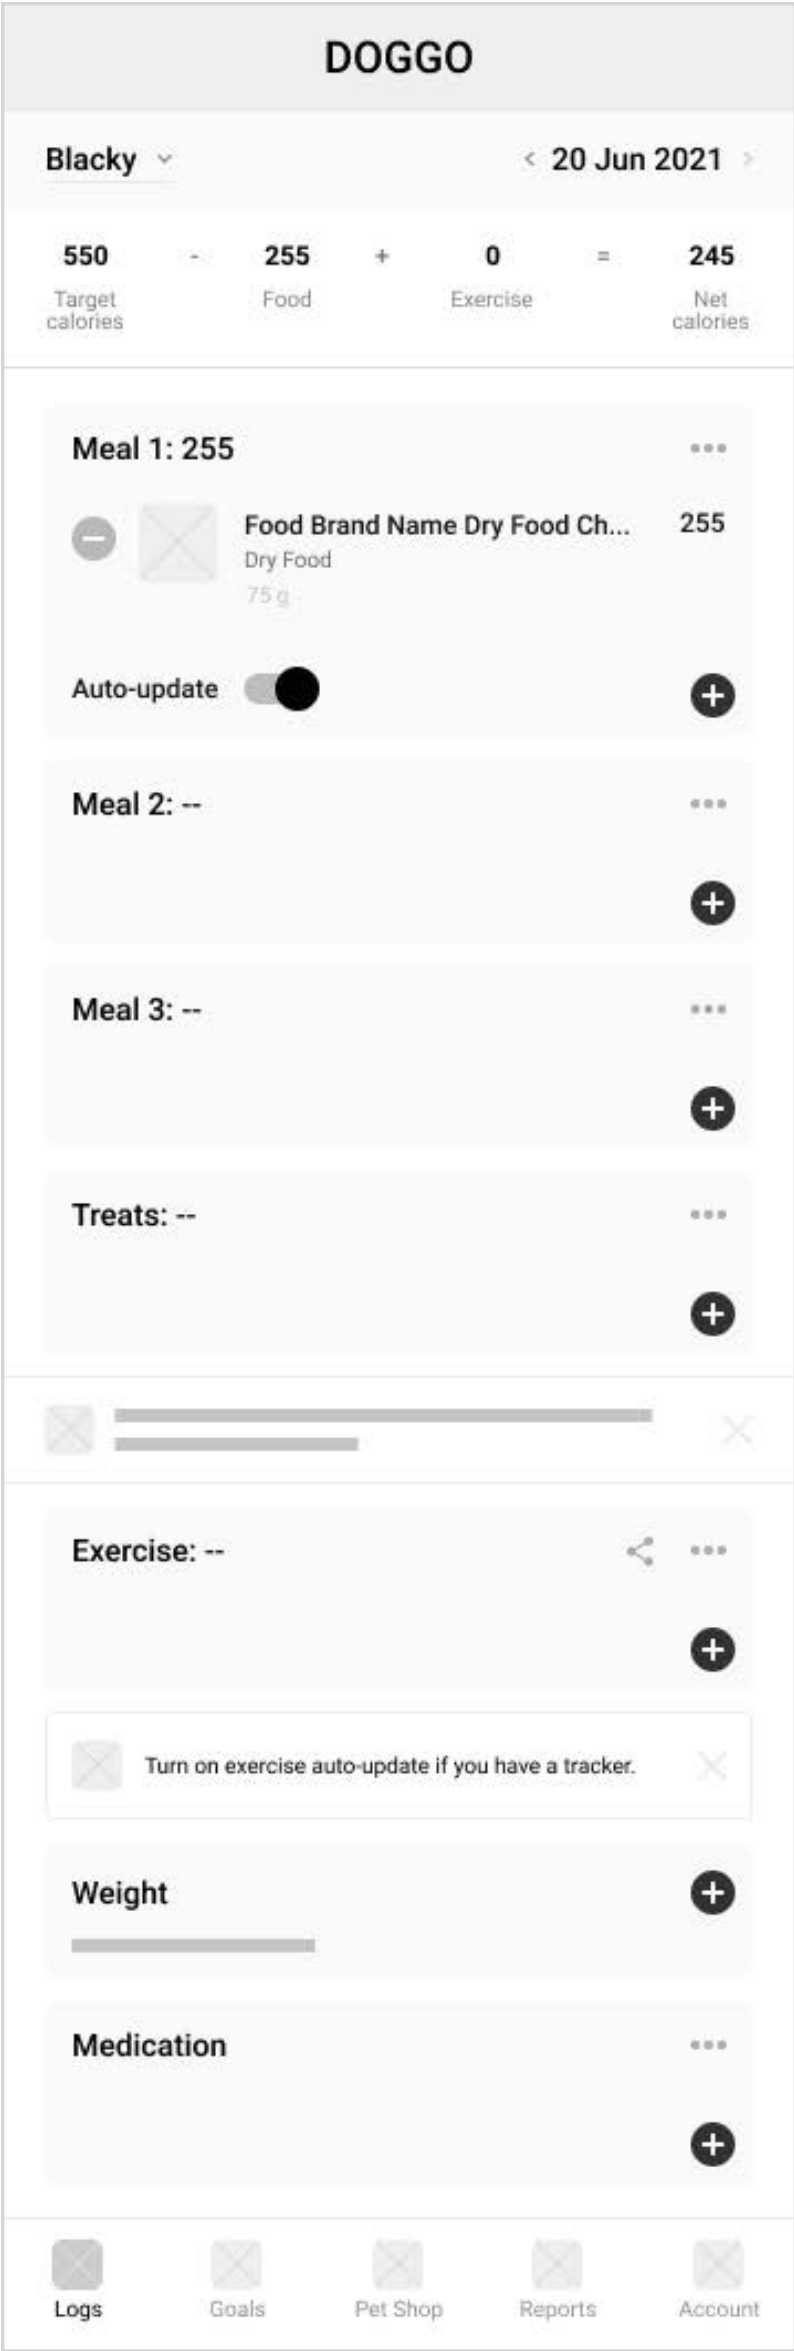 DOGGO
Blacky
< 20 Jun 2021 >
550 - 255 + 0 = 245
Target calories Food Exercise Net calories
Meal 1: 255
Food Brand Name Dry Food Ch... 255
Dry Food
75 g
Auto-update
Meal 2: --
Meal 3: --
Treats: --
Exercise: --
Turn on exercise auto-update if you have a tracker.
Weight
Medication
Logs Goals Pet Shop Reports Account